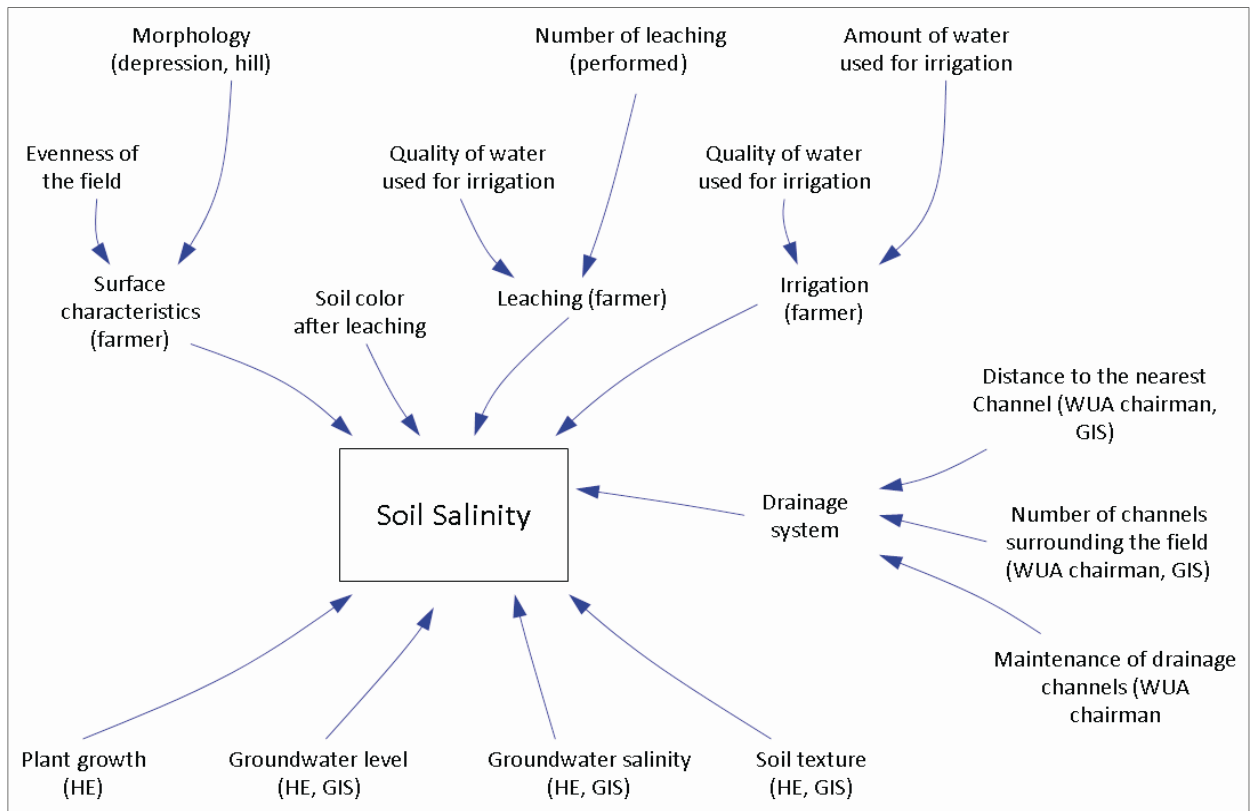 Morphology
(depression, hill)
Number of leaching
(performed)
Amount of water
used for irrigation
Evenness of
the field
Quality of water
used for irrigation
Quality of water
used for irrigation
Surface
characteristics
(farmer)
Soil color
after leaching
Leaching (farmer)
Irrigation
(farmer)
Distance to the nearest
Channel (WUA chairman,
GIS)
Soil Salinity
Drainage
system
Number of channels
surrounding the field
(WUA chairman, GIS)
Maintenance of drainage
channels (WUA
chairman
Plant growth
(HE)
Groundwater level
(HE, GIS)
Groundwater salinity
(HE, GIS)
Soil texture
(HE, GIS)